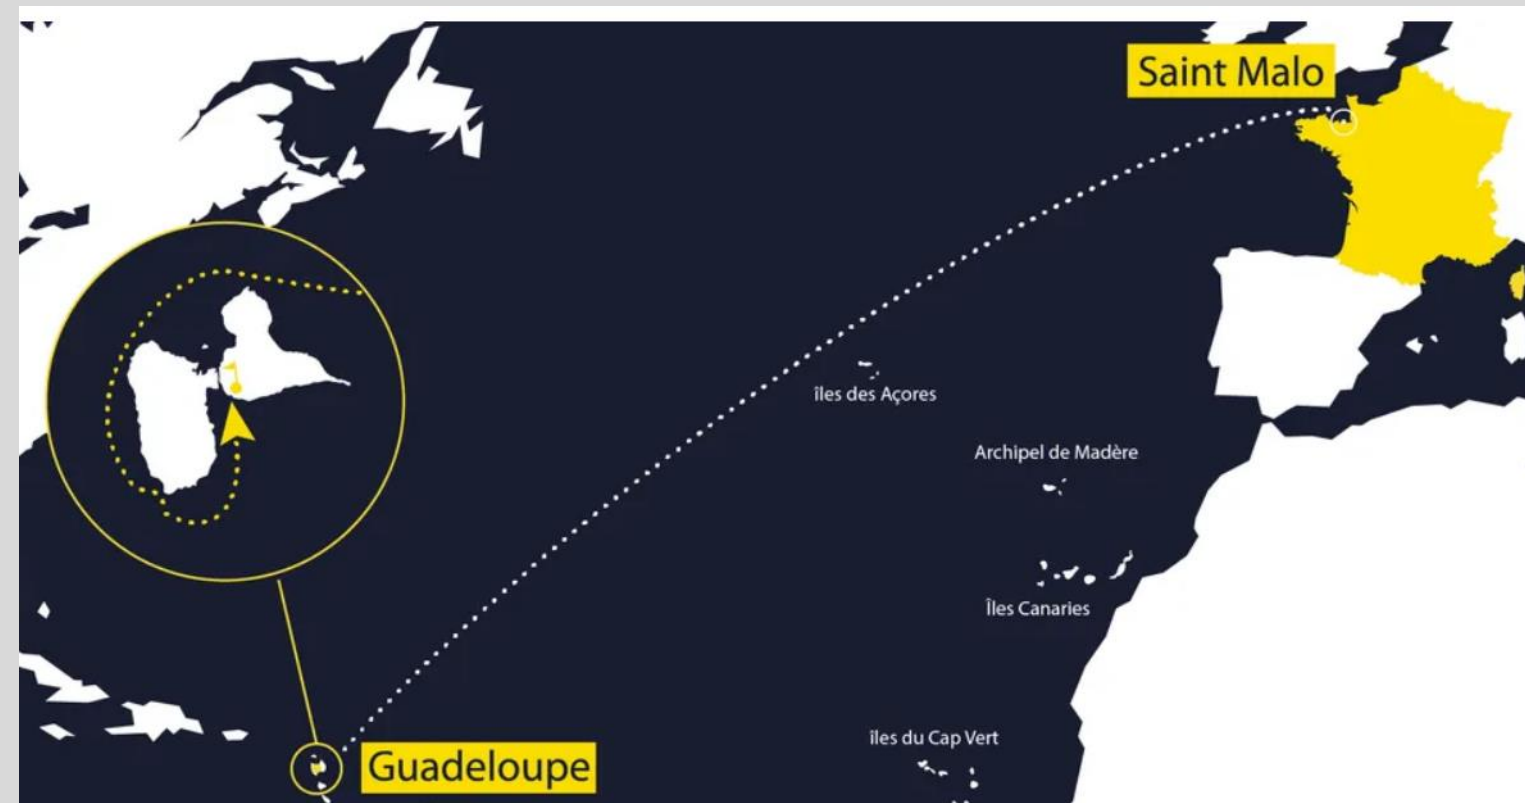 Saint Malo
îles des Açores
Archipel de Madère
Îles Canaries
îles du Cap Vert
Guadeloupe